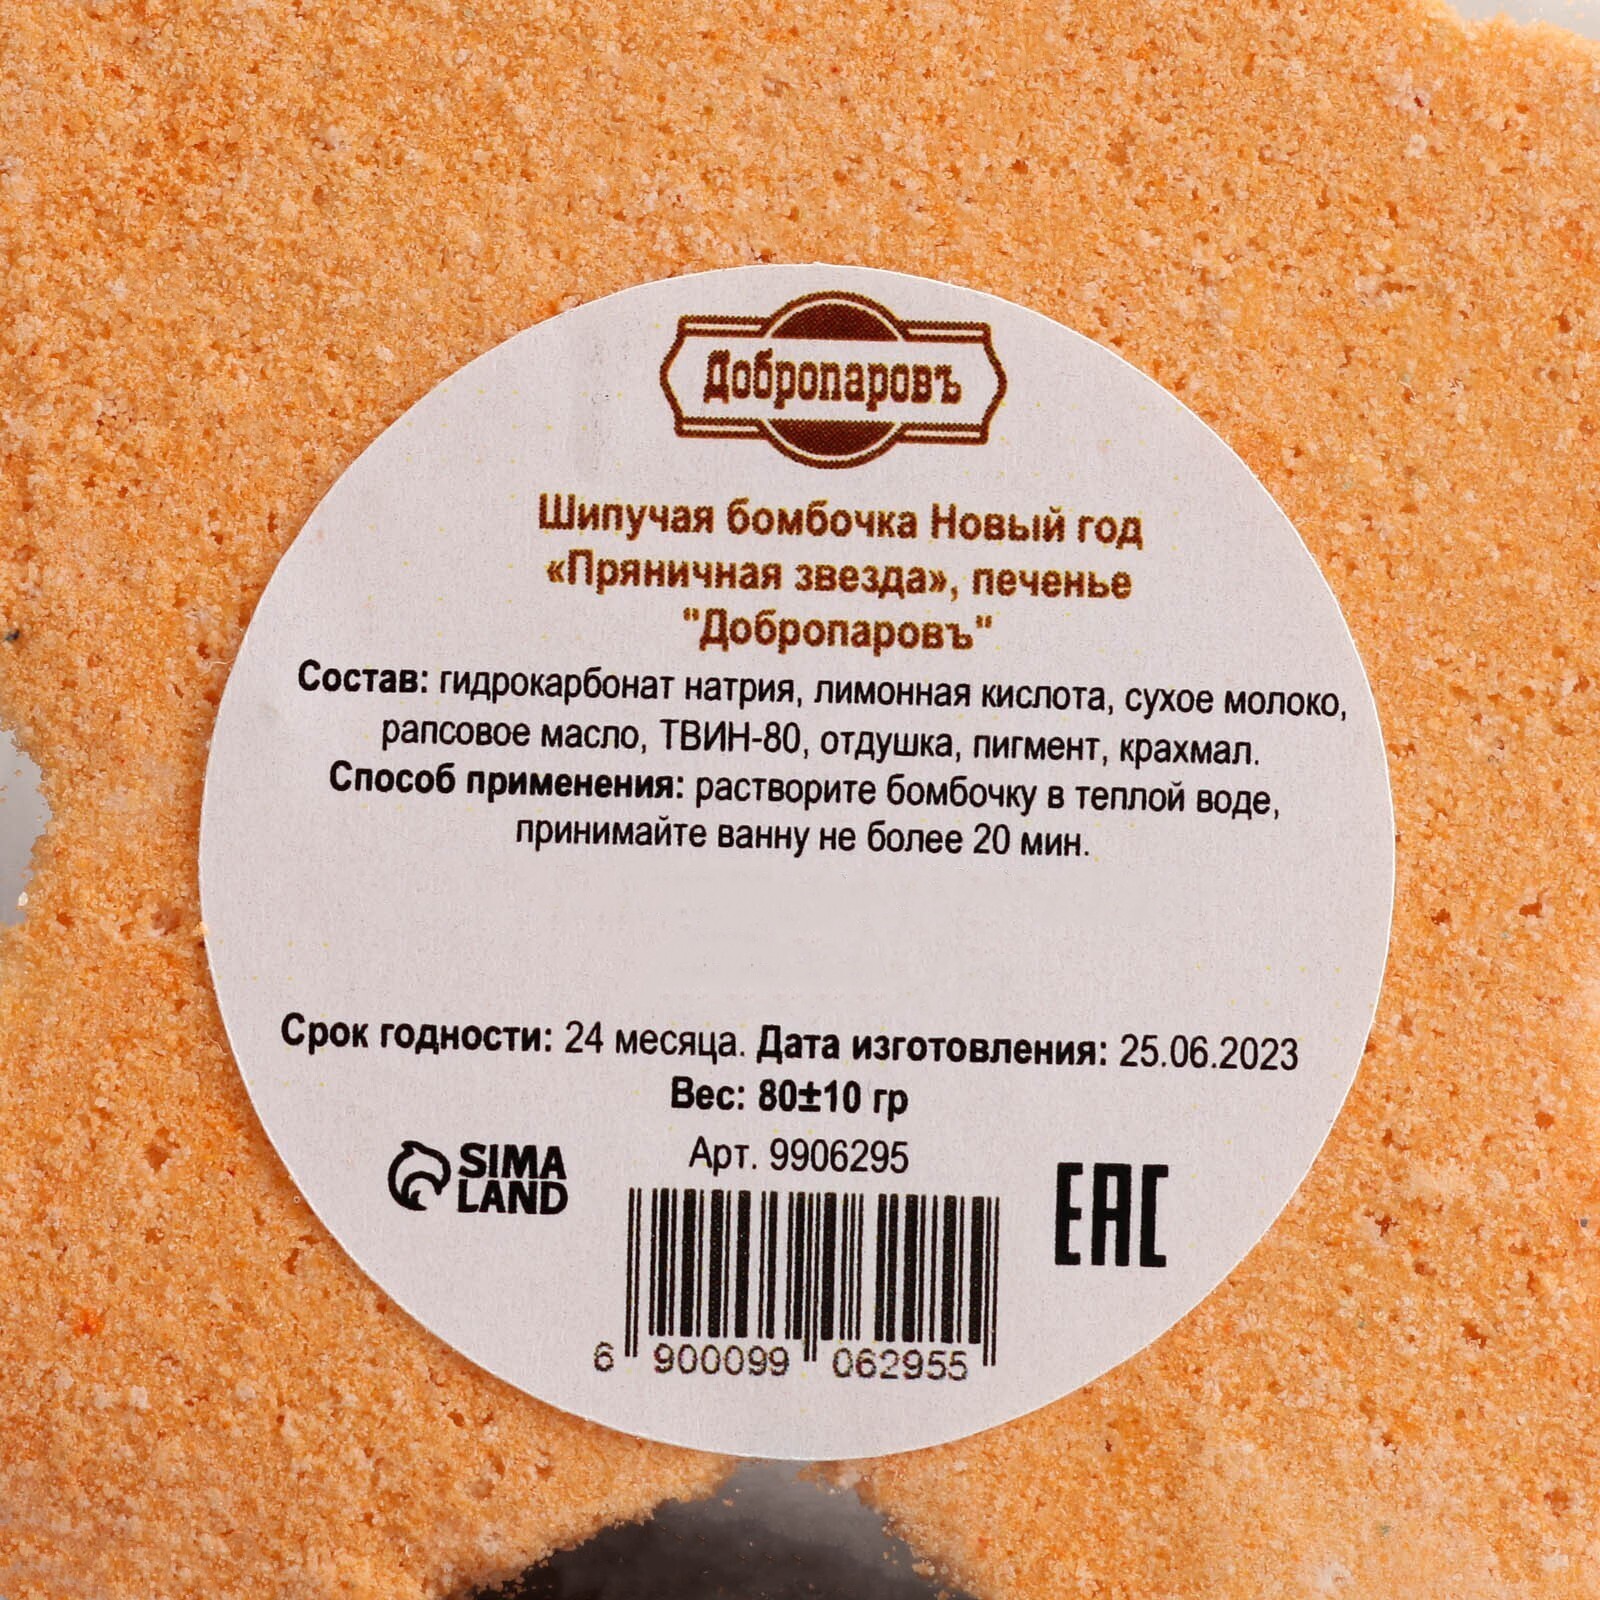 Добропаровъ
Шипучая бомбочка Новый год
«Пряничная звезда», печенье
"Добропаровъ"
Состав: гидрокарбонат натрия, лимонная кислота, сухое молоко,
рапсовое масло, ТВИН-80, отдушка, пигмент, крахмал.
Способ применения: растворите бомбочку в теплой воде,
принимайте ванну не более 20 мин.
Срок годности: 24 месяца. Дата изготовления: 25.06.2023
Вес: 80±10 гр
Арт. 9906295
SIMA
LAND
EAC
6 900099 062955